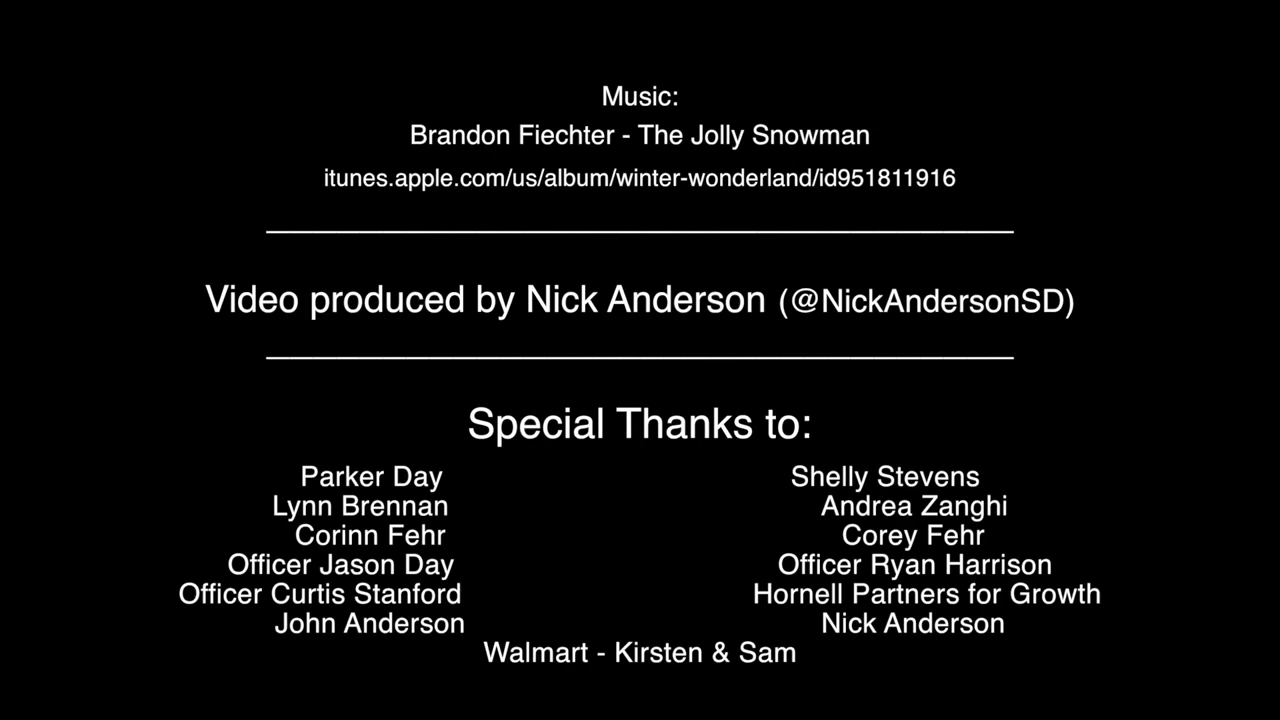 Music:
Brandon Fiechter - The Jolly Snowman
itunes.apple.com/us/album/winter-wonderland/id951811916
Video produced by Nick Anderson (@NickAndersonSD)
Special Thanks to:
Parker Day Shelly Stevens
Lynn Brennan Andrea Zanghi
Corinn Fehr Corey Fehr
Officer Jason Day Officer Ryan Harrison
Officer Curtis Stanford Hornell Partners for Growth
John Anderson Nick Anderson
Walmart - Kirsten & Sam